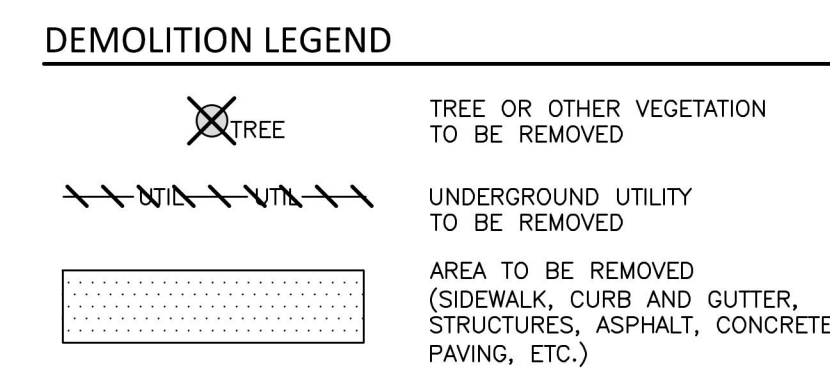 DEMOLITION LEGEND
TREE
TREE OR OTHER VEGETATION
TO BE REMOVED
UTIL UTIL
UNDERGROUND UTILITY
TO BE REMOVED
AREA TO BE REMOVED
(SIDEWALK, CURB AND GUTTER,
STRUCTURES, ASPHALT, CONCRETE
PAVING, ETC.)